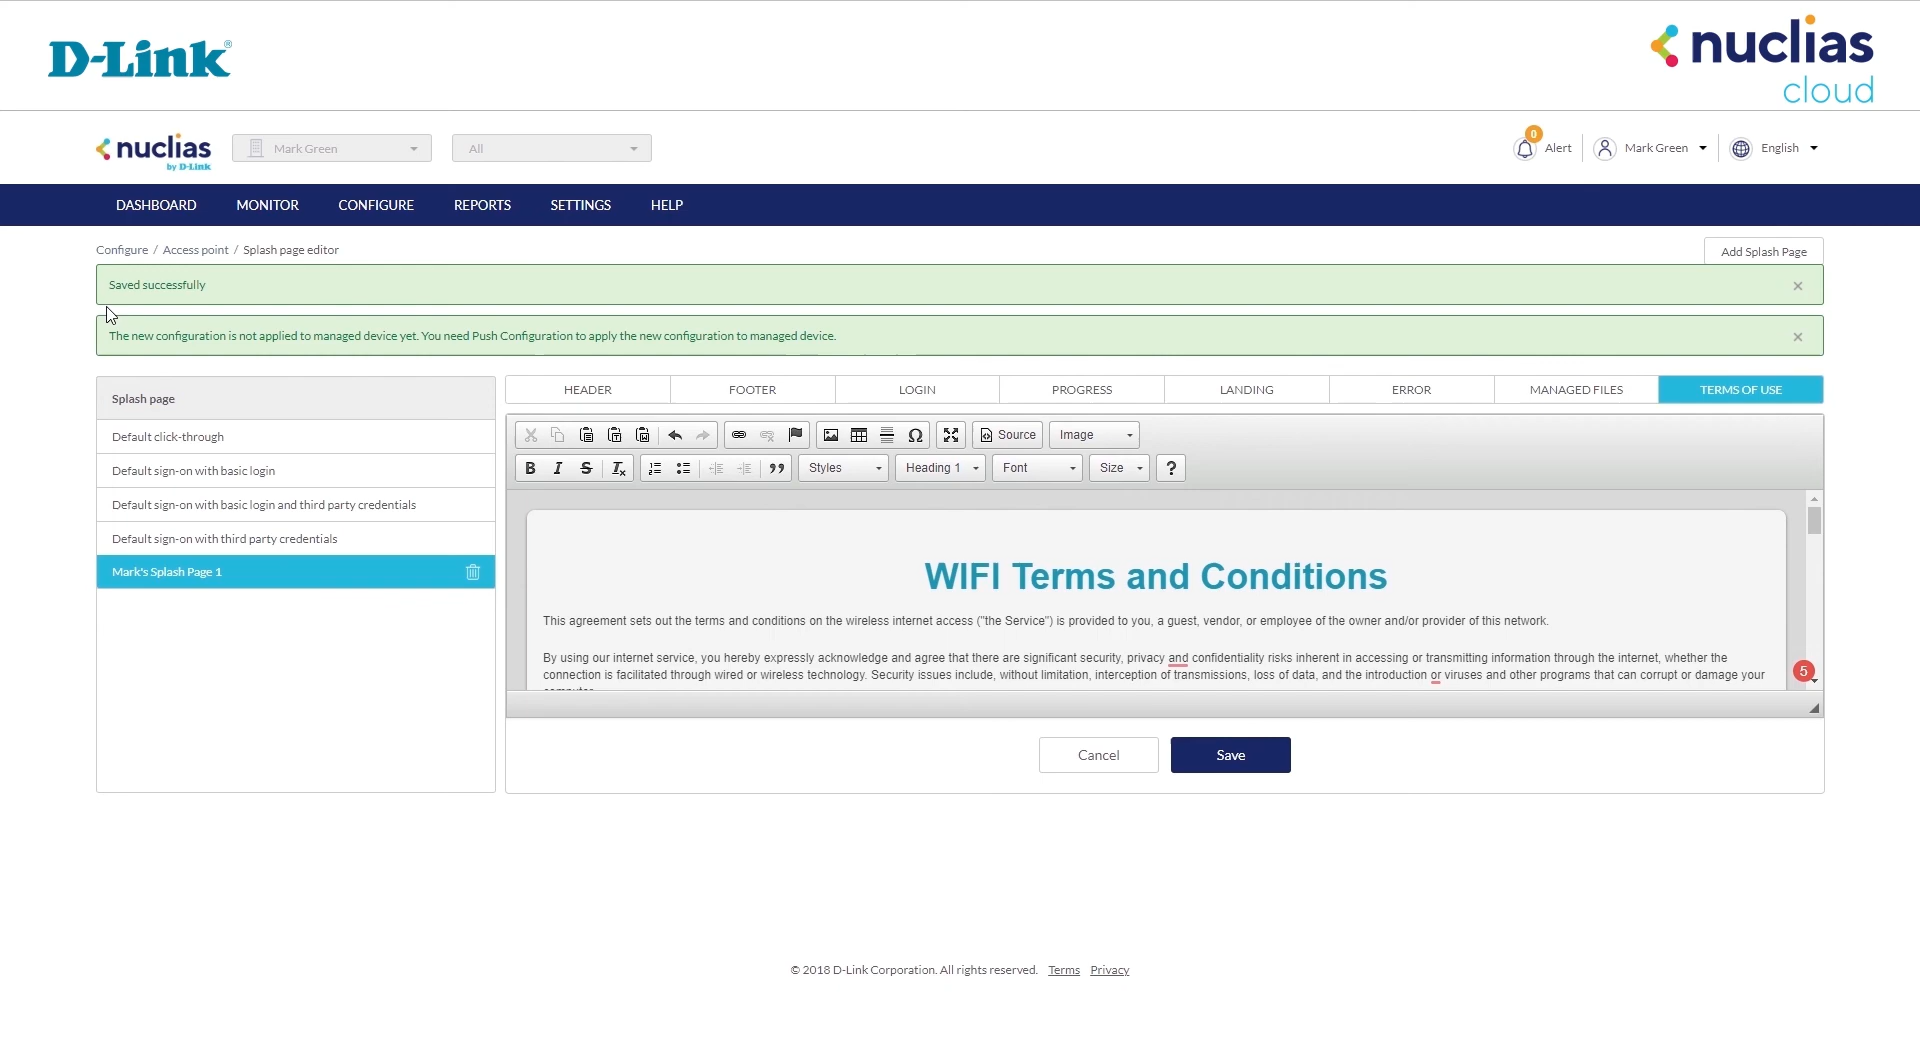 D-Link®
nuclias
cloud
nuclias
by D-Link
Mark Green
All
0
Alert
Mark Green
English
DASHBOARD MONITOR CONFIGURE REPORTS SETTINGS HELP
Configure / Access point / Splash page editor
Add Splash Page
Saved successfully
The new configuration is not applied to managed device yet. You need Push Configuration to apply the new configuration to managed device.
Splash page
Default click-through
Default sign-on with basic login
Default sign-on with basic login and third party credentials
Default sign-on with third party credentials
Mark's Splash Page 1
HEADER FOOTER LOGIN PROGRESS LANDING ERROR MANAGED FILES TERMS OF USE
Source Image
Styles Heading 1 Font Size ?
WIFI Terms and Conditions
This agreement sets out the terms and conditions on the wireless internet access ("the Service") is provided to you, a guest, vendor, or employee of the owner and/or provider of this network.
By using our internet service, you hereby expressly acknowledge and agree that there are significant security, privacy and confidentiality risks inherent in accessing or transmitting information through the internet, whether the
connection is facilitated through wired or wireless technology. Security issues include, without limitation, interception of transmissions, loss of data, and the introduction or viruses and other programs that can corrupt or damage your
5
Cancel Save
© 2018 D-Link Corporation. All rights reserved. Terms Privacy